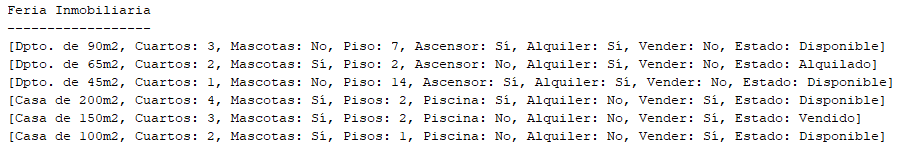 Feria Inmobiliaria
------------------
[Dpto. de 90m2, Cuartos: 3, Mascotas: No, Piso: 7, Ascensor: Sí, Alquiler: Sí, Vender: No, Estado: Disponible]
[Dpto. de 65m2, Cuartos: 2, Mascotas: Sí, Piso: 2, Ascensor: No, Alquiler: Sí, Vender: No, Estado: Alquilado]
[Dpto. de 45m2, Cuartos: 1, Mascotas: No, Piso: 14, Ascensor: Sí, Alquiler: Sí, Vender: No, Estado: Disponible]
[Casa de 200m2, Cuartos: 4, Mascotas: Sí, Pisos: 2, Piscina: Sí, Alquiler: No, Vender: Sí, Estado: Disponible]
[Casa de 150m2, Cuartos: 3, Mascotas: Sí, Pisos: 2, Piscina: No, Alquiler: No, Vender: Sí, Estado: Vendido]
[Casa de 100m2, Cuartos: 2, Mascotas: Sí, Pisos: 1, Piscina: No, Alquiler: No, Vender: Sí, Estado: Disponible]